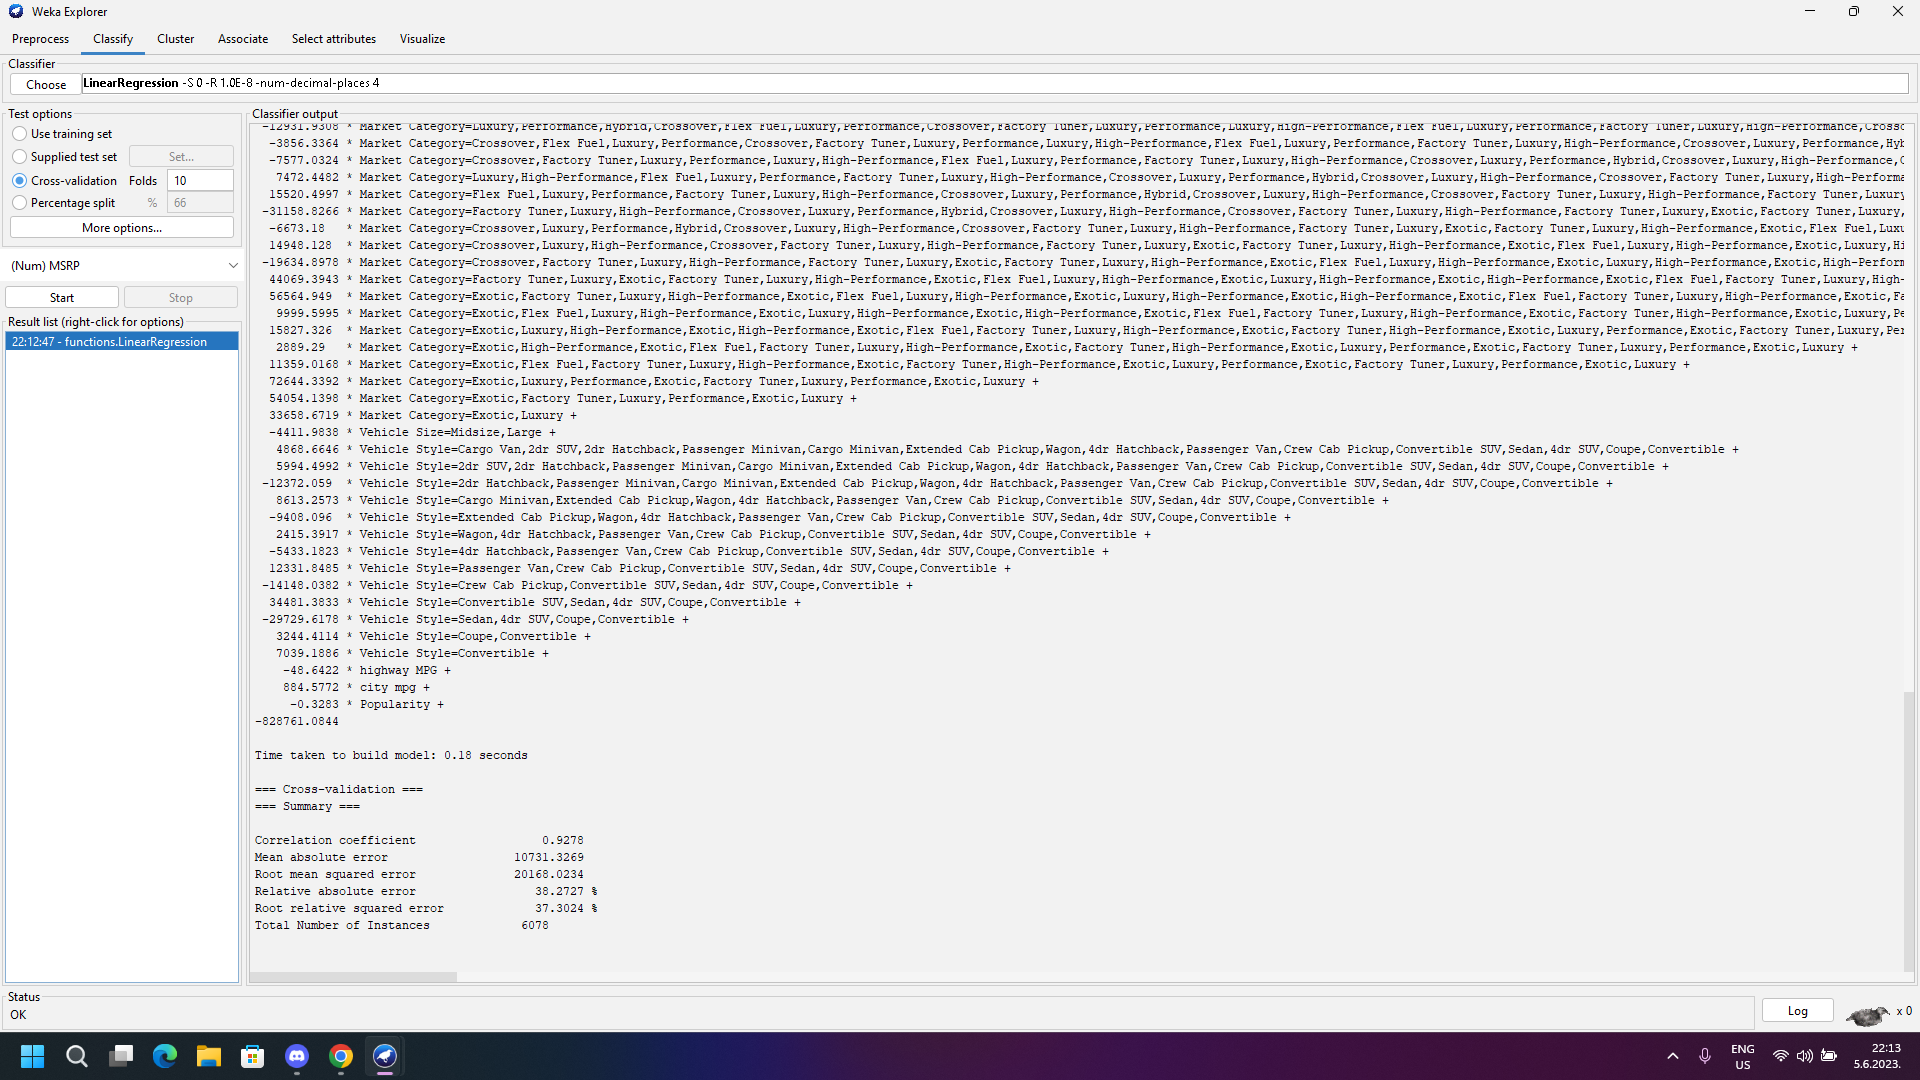 Weka Explorer
Preprocess
Classify
Cluster
Associate
Select attributes
Visualize
Classifier
Choose
LinearRegression -S 0 -R 1.0E-8 -num-decimal-places 4
Test options
Use training set
Supplied test set
Set...
Cross-validation Folds 10
Percentage split % 66
More options...
(Num) MSRP
Start
Stop
Result list (right-click for options)
22:12:47 - functions.LinearRegression
Classifier output
-12931.9308 * Market Category=Luxury,Performance,Hybrid,Crossover,Flex Fuel,Luxury,Performance,Crossover,Factory Tuner,Luxury,Performance,Luxury,High-Performance,Flex Fuel,Luxury,Performance,Factory Tuner,Luxury,High-Performance,Cross
-3856.3364 * Market Category=Crossover,Flex Fuel,Luxury,Performance,Crossover,Factory Tuner,Luxury,Performance,Luxury,High-Performance,Flex Fuel,Luxury,Performance,Factory Tuner,Luxury,High-Performance,Crossover,Luxury,Performance,Hyb
-7577.0324 * Market Category=Crossover,Factory Tuner,Luxury,Performance,Luxury,High-Performance,Flex Fuel,Luxury,Performance,Factory Tuner,Luxury,High-Performance,Crossover,Luxury,Performance,Hybrid,Crossover,Luxury,High-Performance,C
7472.4482 * Market Category=Luxury,High-Performance,Flex Fuel,Luxury,Performance,Factory Tuner,Luxury,High-Performance,Crossover,Luxury,Performance,Hybrid,Crossover,Luxury,High-Performance,Crossover,Factory Tuner,Luxury,High-Performa
15520.4997 * Market Category=Flex Fuel,Luxury,Performance,Factory Tuner,Luxury,High-Performance,Crossover,Luxury,Performance,Hybrid,Crossover,Luxury,High-Performance,Crossover,Factory Tuner,Luxury,High-Performance,Factory Tuner,Luxury
-31158.8266 * Market Category=Factory Tuner,Luxury,High-Performance,Crossover,Luxury,Performance,Hybrid,Crossover,Luxury,High-Performance,Crossover,Factory Tuner,Luxury,High-Performance,Factory Tuner,Luxury,Exotic,Factory Tuner,Luxury,
-6673.18 * Market Category=Crossover,Luxury,Performance,Hybrid,Crossover,Luxury,High-Performance,Crossover,Factory Tuner,Luxury,High-Performance,Factory Tuner,Luxury,Exotic,Factory Tuner,Luxury,High-Performance,Exotic,Flex Fuel,Luxu
14948.128 * Market Category=Crossover,Luxury,High-Performance,Crossover,Factory Tuner,Luxury,High-Performance,Factory Tuner,Luxury,Exotic,Factory Tuner,Luxury,High-Performance,Exotic,Flex Fuel,Luxury,High-Performance,Exotic,Luxury,Hi
-19634.8978 * Market Category=Crossover,Factory Tuner,Luxury,High-Performance,Factory Tuner,Luxury,Exotic,Factory Tuner,Luxury,High-Performance,Exotic,Flex Fuel,Luxury,High-Performance,Exotic,Luxury,High-Performance,Exotic,High-Perform
44069.3943 * Market Category=Factory Tuner,Luxury,Exotic,Factory Tuner,Luxury,High-Performance,Exotic,Flex Fuel,Luxury,High-Performance,Exotic,Luxury,High-Performance,Exotic,High-Performance,Exotic,Flex Fuel,Factory Tuner,Luxury,High-
56564.949 * Market Category=Exotic,Factory Tuner,Luxury,High-Performance,Exotic,Flex Fuel,Luxury,High-Performance,Exotic,Luxury,High-Performance,Exotic,High-Performance,Exotic,Flex Fuel,Factory Tuner,Luxury,High-Performance,Exotic,Fa
9999.5995 * Market Category=Exotic,Flex Fuel,Luxury,High-Performance,Exotic,Luxury,High-Performance,Exotic,High-Performance,Exotic,Flex Fuel,Factory Tuner,Luxury,High-Performance,Exotic,Factory Tuner,High-Performance,Exotic,Luxury,Pe
15827.326 * Market Category=Exotic,Luxury,High-Performance,Exotic,High-Performance,Exotic,Flex Fuel,Factory Tuner,Luxury,High-Performance,Exotic,Factory Tuner,High-Performance,Exotic,Luxury,Performance,Exotic,Factory Tuner,Luxury,Per
2889.29 * Market Category=Exotic,High-Performance,Exotic,Flex Fuel,Factory Tuner,Luxury,High-Performance,Exotic,Factory Tuner,High-Performance,Exotic,Luxury,Performance,Exotic,Factory Tuner,Luxury,Performance,Exotic,Luxury +
11359.0168 * Market Category=Exotic,Flex Fuel,Factory Tuner,Luxury,High-Performance,Exotic,Factory Tuner,High-Performance,Exotic,Luxury,Performance,Exotic,Factory Tuner,Luxury,Performance,Exotic,Luxury +
72644.3392 * Market Category=Exotic,Luxury,Performance,Exotic,Factory Tuner,Luxury,Performance,Exotic,Luxury +
54054.1398 * Market Category=Exotic,Factory Tuner,Luxury,Performance,Exotic,Luxury +
33658.6719 * Market Category=Exotic,Luxury +
-4411.9838 * Vehicle Size=Midsize,Large +
4868.6646 * Vehicle Style=Cargo Van,2dr SUV,2dr Hatchback,Passenger Minivan,Cargo Minivan,Extended Cab Pickup,Wagon,4dr Hatchback,Passenger Van,Crew Cab Pickup,Convertible SUV,Sedan,4dr SUV,Coupe,Convertible +
5994.4992 * Vehicle Style=2dr SUV,2dr Hatchback,Passenger Minivan,Cargo Minivan,Extended Cab Pickup,Wagon,4dr Hatchback,Passenger Van,Crew Cab Pickup,Convertible SUV,Sedan,4dr SUV,Coupe,Convertible +
-12372.059 * Vehicle Style=2dr Hatchback,Passenger Minivan,Cargo Minivan,Extended Cab Pickup,Wagon,4dr Hatchback,Passenger Van,Crew Cab Pickup,Convertible SUV,Sedan,4dr SUV,Coupe,Convertible +
8613.2573 * Vehicle Style=Cargo Minivan,Extended Cab Pickup,Wagon,4dr Hatchback,Passenger Van,Crew Cab Pickup,Convertible SUV,Sedan,4dr SUV,Coupe,Convertible +
-9408.096 * Vehicle Style=Extended Cab Pickup,Wagon,4dr Hatchback,Passenger Van,Crew Cab Pickup,Convertible SUV,Sedan,4dr SUV,Coupe,Convertible +
2415.3917 * Vehicle Style=Wagon,4dr Hatchback,Passenger Van,Crew Cab Pickup,Convertible SUV,Sedan,4dr SUV,Coupe,Convertible +
-5433.1823 * Vehicle Style=4dr Hatchback,Passenger Van,Crew Cab Pickup,Convertible SUV,Sedan,4dr SUV,Coupe,Convertible +
12331.8485 * Vehicle Style=Passenger Van,Crew Cab Pickup,Convertible SUV,Sedan,4dr SUV,Coupe,Convertible +
-14148.0382 * Vehicle Style=Crew Cab Pickup,Convertible SUV,Sedan,4dr SUV,Coupe,Convertible +
34481.3833 * Vehicle Style=Convertible SUV,Sedan,4dr SUV,Coupe,Convertible +
-29729.6178 * Vehicle Style=Sedan,4dr SUV,Coupe,Convertible +
3244.4114 * Vehicle Style=Coupe,Convertible +
7039.1886 * Vehicle Style=Convertible +
-48.6422 * highway MPG +
884.5772 * city mpg +
-0.3283 * Popularity +
-828761.0844
Time taken to build model: 0.18 seconds
=== Cross-validation ===
=== Summary ===
Correlation coefficient 0.9278
Mean absolute error 10731.3269
Root mean squared error 20168.0234
Relative absolute error 38.2727 %
Root relative squared error 37.3024 %
Total Number of Instances 6078
Status
OK
Log
x 0
ENG
US
22:13
5.6.2023.